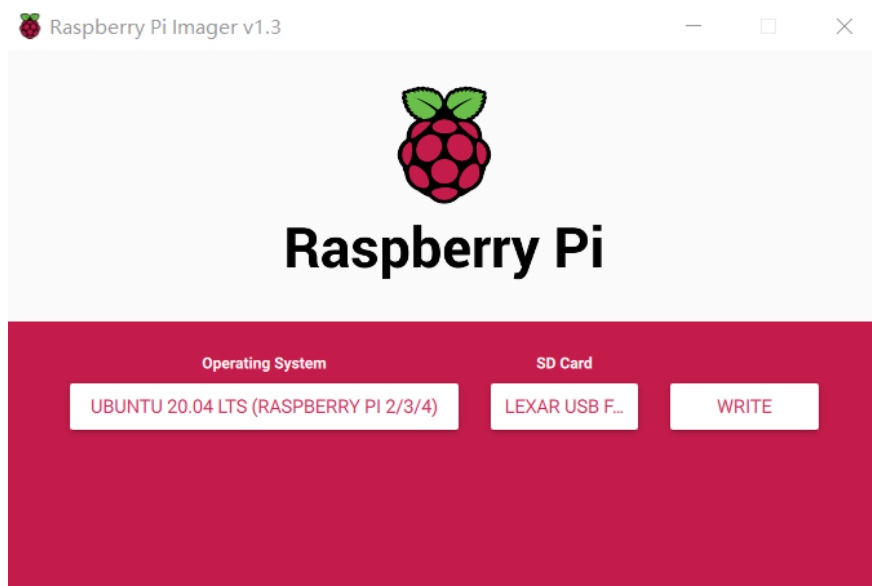 Raspberry Pi Imager v1.3
Raspberry Pi
Operating System
SD Card
UBUNTU 20.04 LTS (RASPBERRY PI 2/3/4)
LEXAR USB F...
WRITE